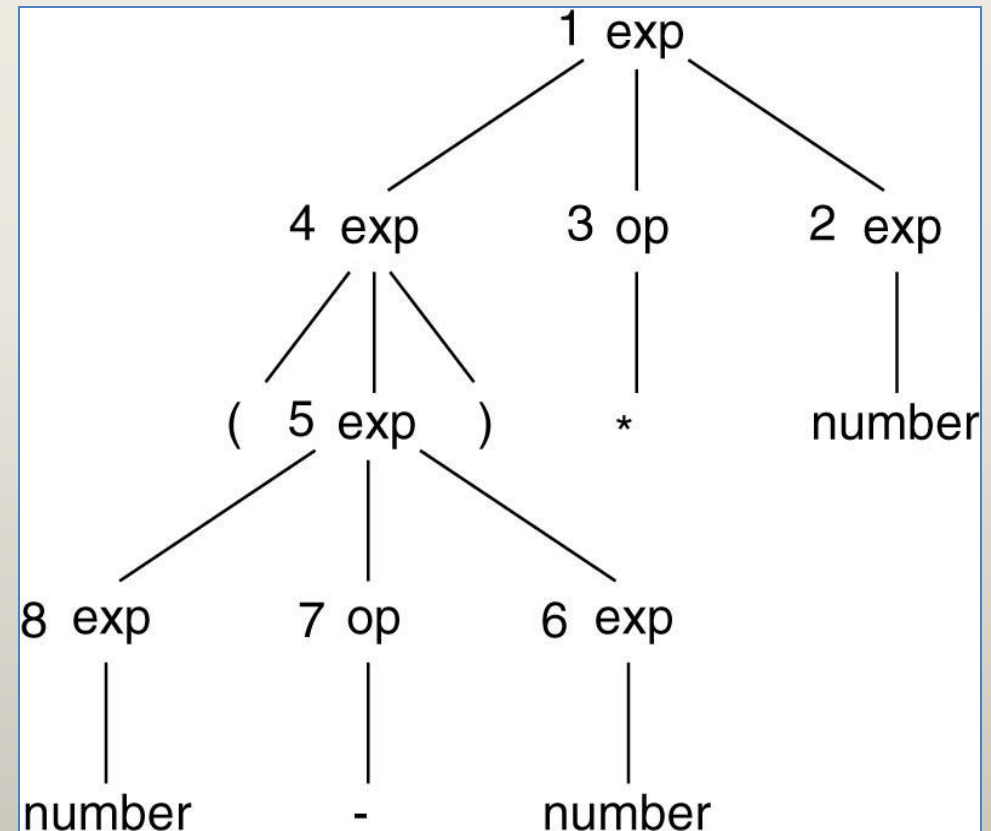 1 exp
4 exp 3 op 2 exp
( 5 exp ) * number
8 exp 7 op 6 exp
number - number